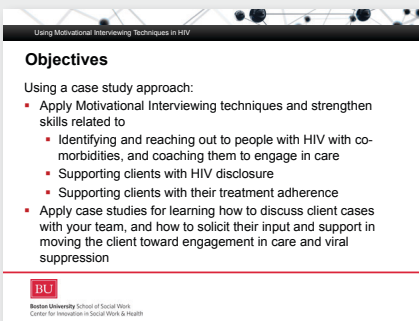 Using Motivational Interviewing Techniques in HIV
Objectives
Using a case study approach:
▪ Apply Motivational Interviewing techniques and strengthen
skills related to
▪ Identifying and reaching out to people with HIV with co-
morbidities, and coaching them to engage in care
▪ Supporting clients with HIV disclosure
▪ Supporting clients with their treatment adherence
▪ Apply case studies for learning how to discuss client cases
with your team, and how to solicit their input and support in
moving the client toward engagement in care and viral
suppression
BU
Boston University School of Social Work
Center for Innovation in Social Work & Health